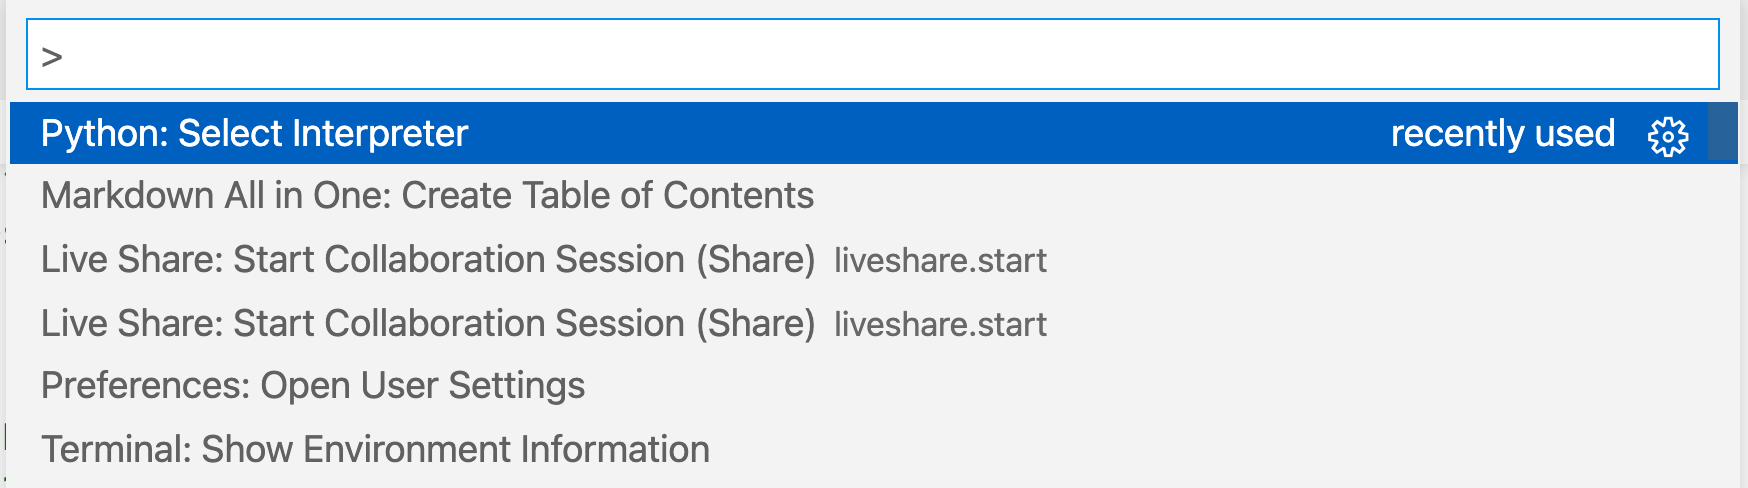 >
Python: Select Interpreter recently used
Markdown All in One: Create Table of Contents
Live Share: Start Collaboration Session (Share) liveshare.start
Live Share: Start Collaboration Session (Share) liveshare.start
Preferences: Open User Settings
Terminal: Show Environment Information